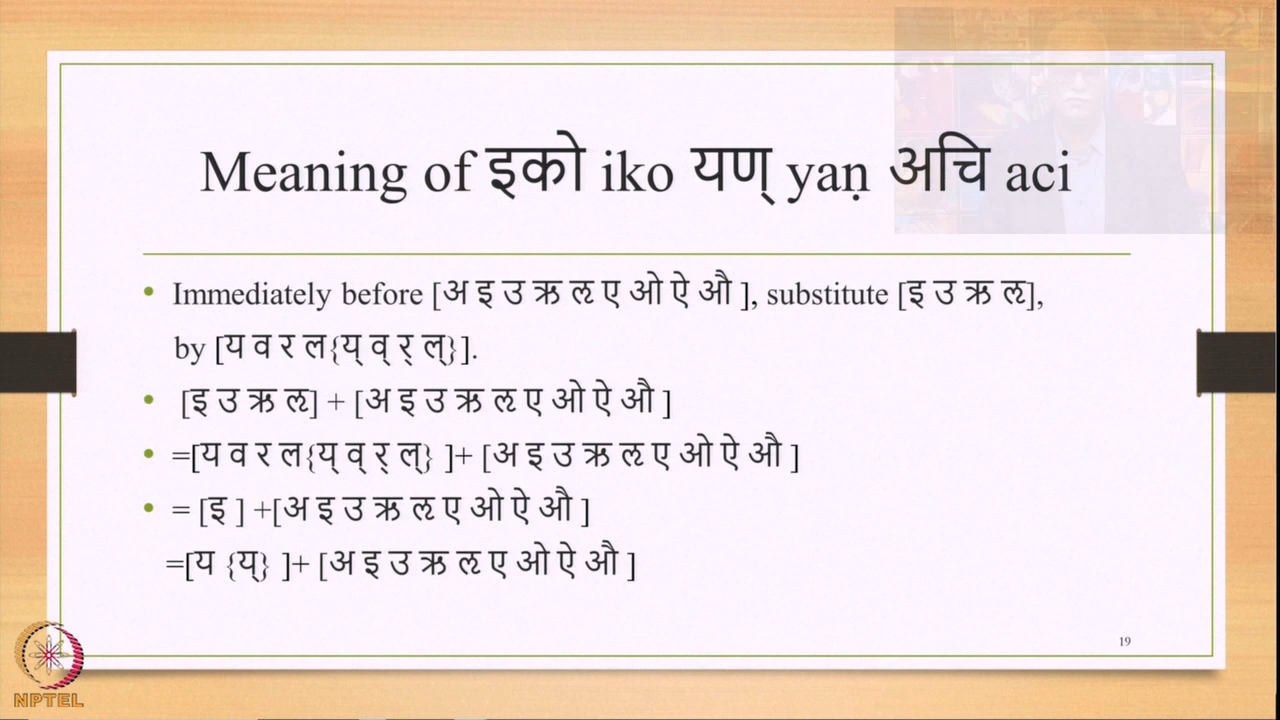 Meaning of इको iko यण् yaṇ अचि aci
• Immediately before [अ इ उ ऋ ऌ ए ओ ऐ औ ], substitute [इ उ ऋ ऌ],
by [य व र ल{य् व् र् ल्}].
• [इ उ ऋ ऌ] + [अ इ उ ऋ ऌ ए ओ ऐ औ ]
• =[य व र ल{य् व् र् ल्} ]+ [अ इ उ ऋ ऌ ए ओ ऐ औ ]
• = [इ ] +[अ इ उ ऋ ऌ ए ओ ऐ औ ]
=[य {य्} ]+ [अ इ उ ऋ ऌ ए ओ ऐ औ ]
19
NPTEL